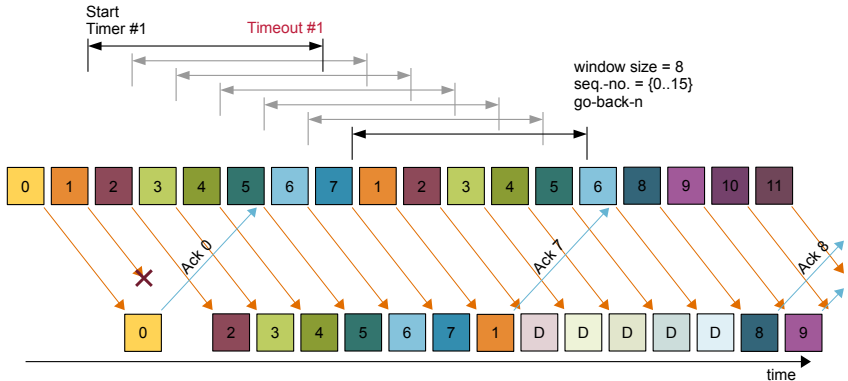 Start
Timer #1
Timeout #1
window size = 8
seq.-no. = {0..15}
go-back-n
0 1 2 3 4 5 6 7 1 2 3 4 5 6 8 9 10 11
Ack 0
Ack 7
Ack 8
0 2 3 4 5 6 7 1 D D D D D 8 9
time